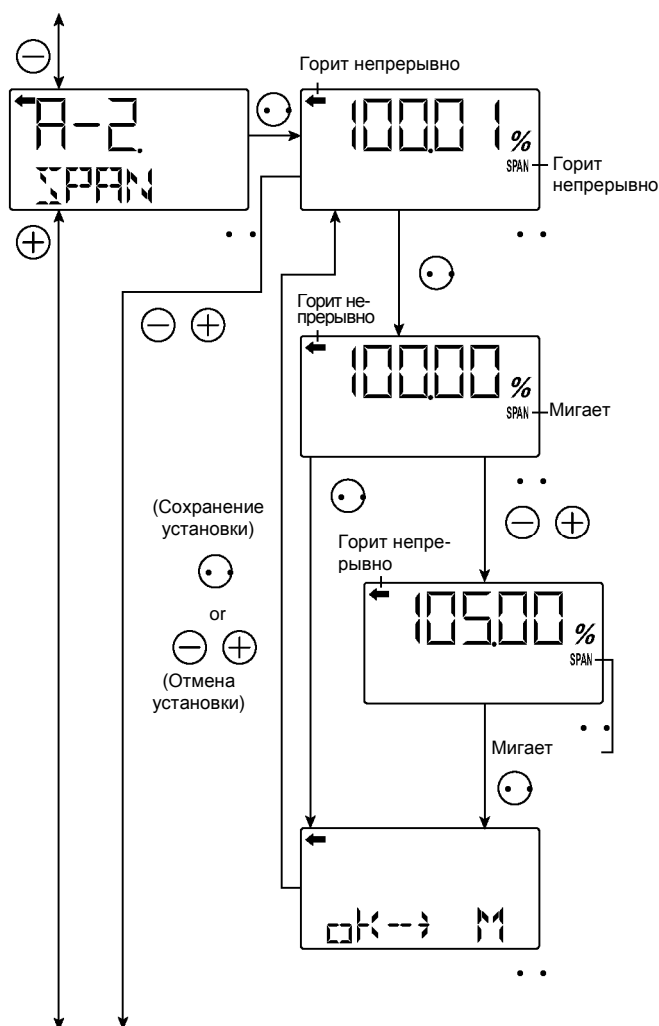 Горит непрерывно
A-2.
SPAN
100.01 %
SPAN
Горит
непрерывно
Горит не-
прерывно
100.00 %
SPAN
Мигает
(Сохранение
установки)
or
(Отмена
установки)
Горит непре-
рывно
105.00 %
SPAN
Мигает
oK--> M